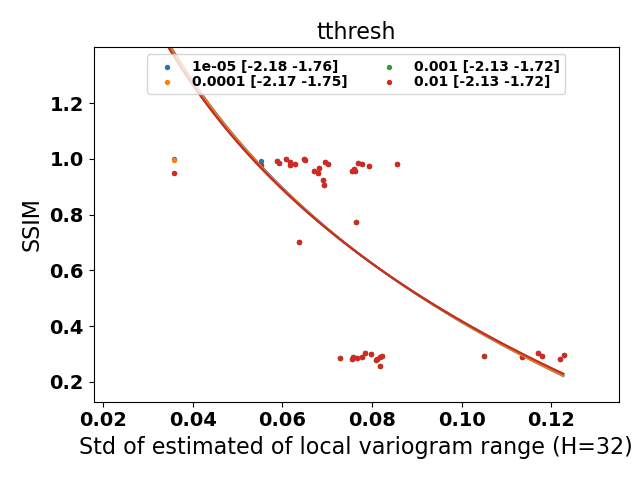 tthresh
1e-05 [-2.18 -1.76]
0.0001 [-2.17 -1.75]
0.001 [-2.13 -1.72]
0.01 [-2.13 -1.72]
SSIM
1.2
1.0
0.8
0.6
0.4
0.2
0.02 0.04 0.06 0.08 0.10 0.12
Std of estimated of local variogram range (H=32)